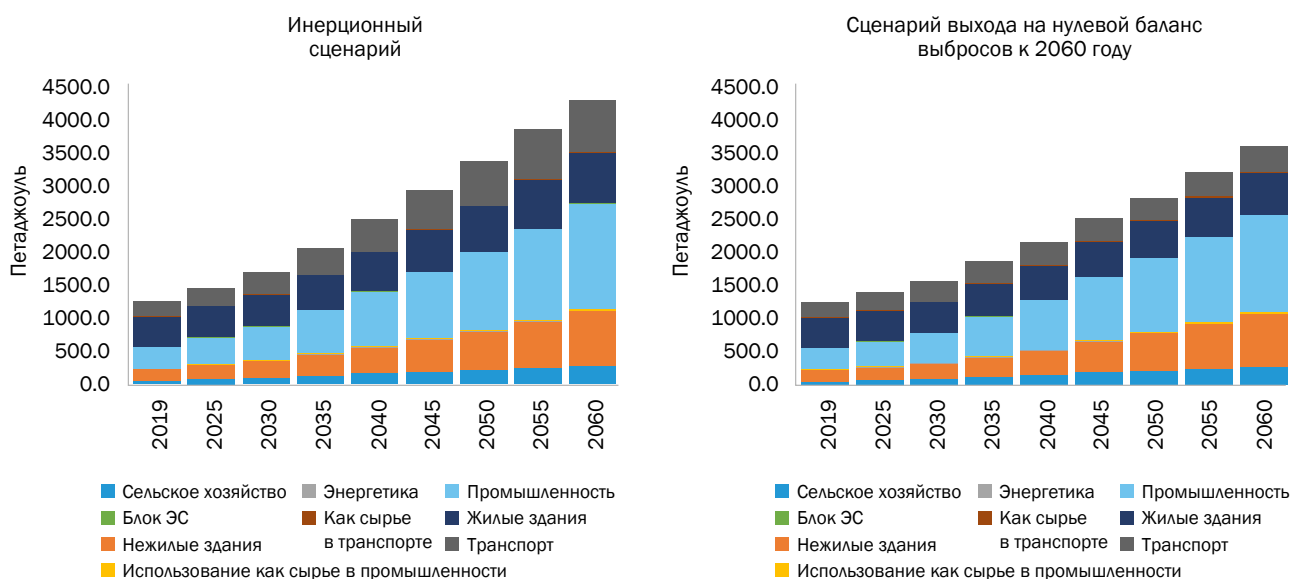 Инерционный
сценарий
Петаджоуль
4500.0
4000.0
3500.0
3000.0
2500.0
2000.0
1500.0
1000.0
500.0
0.0
2019
2025
2030
2035
2040
2045
2050
2055
2060
Сельское хозяйство
Энергетика
Промышленность
Блок ЭС
Как сырье
в транспорте
Жилые здания
Нежилые здания
Транспорт
Использование как сырье в промышленности
Сценарий выхода на нулевой баланс
выбросов к 2060 году
Петаджоуль
4500.0
4000.0
3500.0
3000.0
2500.0
2000.0
1500.0
1000.0
500.0
0.0
2019
2025
2030
2035
2040
2045
2050
2055
2060
Сельское хозяйство
Энергетика
Промышленность
Блок ЭС
Как сырье
в транспорте
Жилые здания
Нежилые здания
Транспорт
Использование как сырье в промышленности